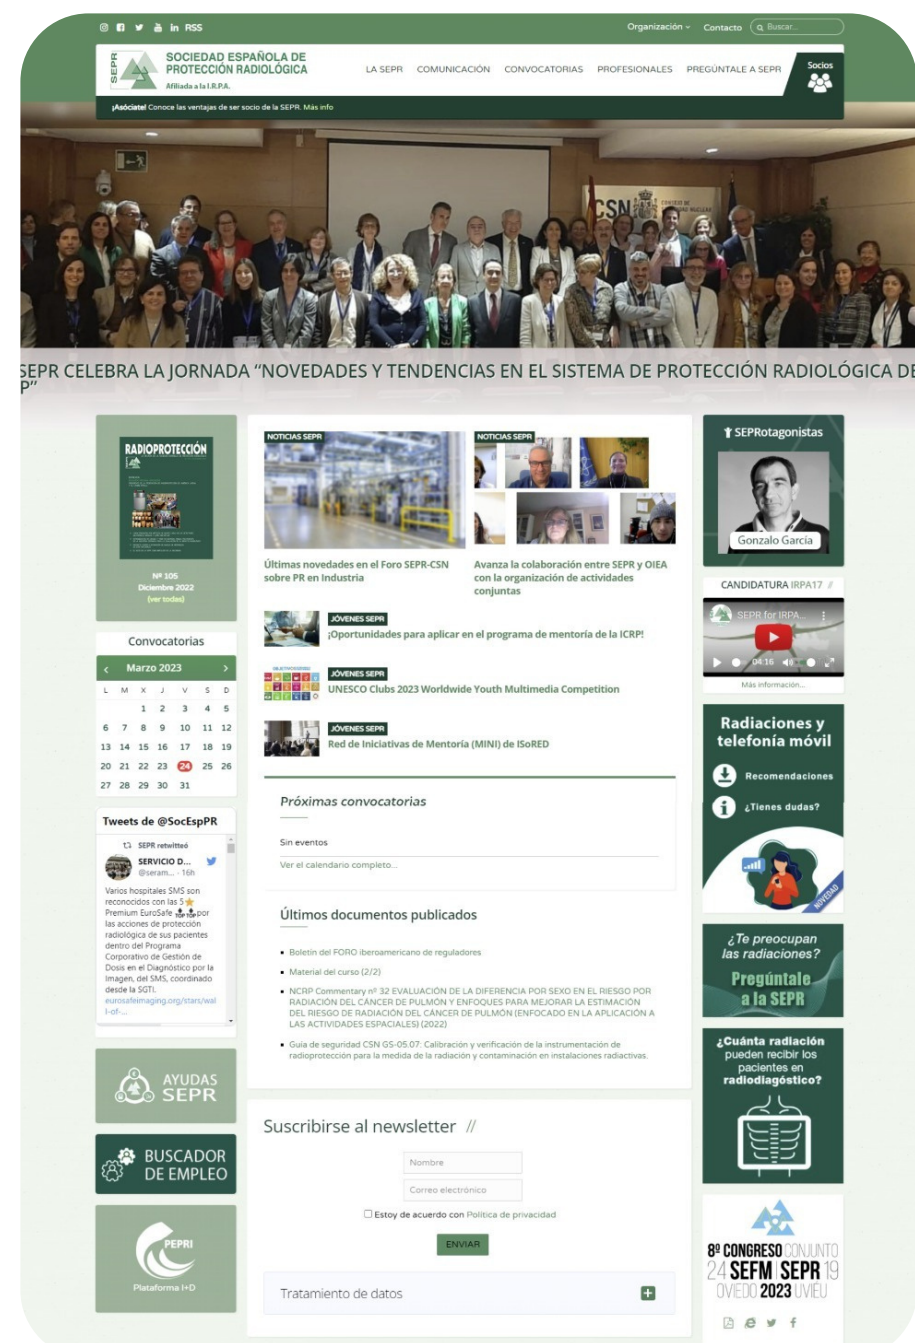 RSS
Organización
Contacto
Buscar...
SEPR
SOCIEDAD ESPAÑOLA DE
PROTECCIÓN RADIOLÓGICA
Afiliada a la I.R.P.A.
LA SEPR COMUNICACIÓN CONVOCATORIAS PROFESIONALES PREGÚNTALE A SEPR
Socios
¡Asóciate! Conoce las ventajas de ser socio de la SEPR. Más info
CSN
SEPR CELEBRA LA JORNADA “NOVEDADES Y TENDENCIAS EN EL SISTEMA DE PROTECCIÓN RADIOLÓGICA DE
P”
RADIOPROTECCIÓN
Nº 105
Diciembre 2022
(ver todas)
Convocatorias
Marzo 2023
L M X J V S D
1 2 3 4 5
6 7 8 9 10 11 12
13 14 15 16 17 18 19
20 21 22 23 24 25 26
27 28 29 30 31
Tweets de @SocEspPR
SEPR retwitteó
SERVICIO D...
@seram... · 16h
Varios hospitales SMS son
reconocidos con las 5
Premium EuroSafe TOP TOP por
las acciones de protección
radiológica de sus pacientes
dentro del Programa
Corporativo de Gestión de
Dosis en el Diagnóstico por la
Imagen, del SMS, coordinado
desde la SGTI.
eurosafeimaging.org/stars/wal
l-of-...
AYUDAS
SEPR
BUSCADOR
DE EMPLEO
PEPRI
Plataforma I+D
NOTICIAS SEPR
Últimas novedades en el Foro SEPR-CSN
sobre PR en Industria
NOTICIAS SEPR
Avanza la colaboración entre SEPR y OIEA
con la organización de actividades
conjuntas
JÓVENES SEPR
¡Oportunidades para aplicar en el programa de mentoría de la ICRP!
JÓVENES SEPR
UNESCO Clubs 2023 Worldwide Youth Multimedia Competition
JÓVENES SEPR
Red de Iniciativas de Mentoría (MINI) de ISoRED
Próximas convocatorias
Sin eventos
Ver el calendario completo...
Últimos documentos publicados
Boletín del FORO iberoamericano de reguladores
Material del curso (2/2)
NCRP Commentary nº 32 EVALUACIÓN DE LA DIFERENCIA POR SEXO EN EL RIESGO POR
RADIACIÓN DEL CÁNCER DE PULMÓN Y ENFOQUES PARA MEJORAR LA ESTIMACIÓN
DEL RIESGO DE RADIACIÓN DEL CÁNCER DE PULMÓN (ENFOCADO EN LA APLICACIÓN A
LAS ACTIVIDADES ESPACIALES) (2022)
Guia de seguridad CSN GS-05.07: Calibración y verificación de la instrumentación de
radioprotección para la medida de la radiación y contaminación en instalaciones radiactivas.
Suscribirse al newsletter //
Nombre
Correo electrónico
Estoy de acuerdo con Política de privacidad
ENVIAR
Tratamiento de datos
SEPRotagonistas
Gonzalo García
CANDIDATURA IRPA17 //
SEPR for IRPA...
04:16
Más información...
Radiaciones y
telefonía móvil
Recomendaciones
¿Tienes dudas?
NOVEDAD
¿Te preocupan
las radiaciones?
Pregúntale
a la SEPR
¿Cuánta radiación
pueden recibir los
pacientes en
radiodiagóstico?
8º CONGRESO CONJUNTO
24 SEFM SEPR 19
OVIEDO 2023 UVIÉU